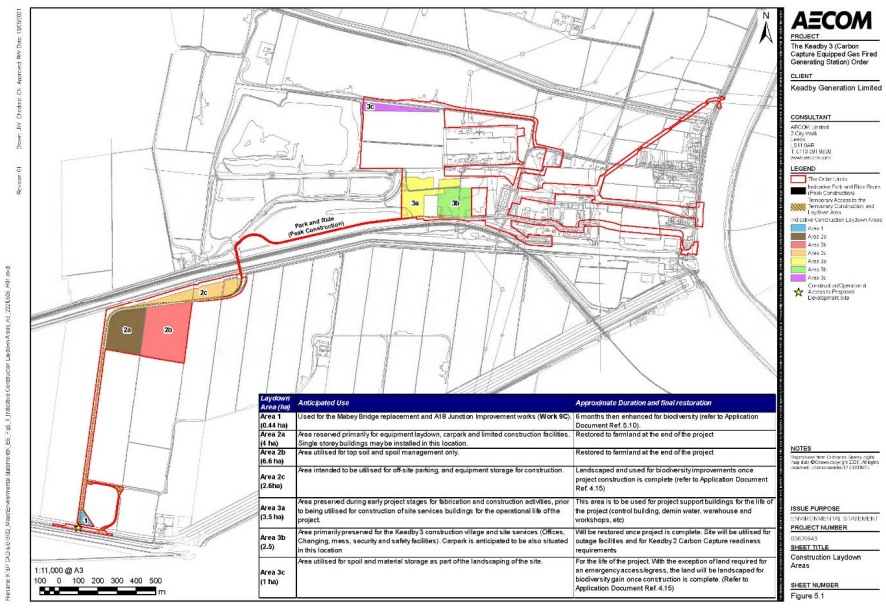 AECOM
PROJECT
The Keadby 3 (Carbon
Capture Equipped Gas Fired
Generating Station) Order
CLIENT
Keadby Generation Limited
CONSULTANT
AECOM Limited
2 City Walk
Leeds
LS11 9AR
LEGEND
The Order Limits
Indicative Park and Ride Route
(Peak Construction)
Temporary Access to the
Temporary Construction and
Laydown Area
Indicative Construction Laydown Areas
Area 1
Area 2a
Area 2b
Area 2c
Area 3a
Area 3b
Area 3c
Construction/Operational
Access to Proposed
Development Site
NOTES
ISSUE PURPOSE
ENVIRONMENTAL STATEMENT
PROJECT NUMBER
SHEET TITLE
Construction Laydown
Areas
SHEET NUMBER
Figure 5.1
N
3c
3a
3b
Park and Ride
(Peak Construction)
2c
2a
2b
1
1:11,000 @ A3
100 0 100 200 300 400 500
m
Laydown
Area (ha)
Anticipated Use
Approximate Duration and final restoration
Area 1
(0.44 ha)
Used for the Mabey Bridge replacement and A18 Junction Improvement works (Work 9C).
6 months then enhanced for biodiversity (refer to Application
Document Ref. 5.10).
Area 2a
(4 ha)
Area reserved primarily for equipment laydown, carpark and limited construction facilities.
Single storey buildings may be installed in this location.
Restored to farmland at the end of the project
Area 2b
(6.6 ha)
Area utilised for top soil and spoil management only.
Restored to farmland at the end of the project
Area 2c
(2.6ha)
Area intended to be utilised for off-site parking, and equipment storage for construction.
Landscaped and used for biodiversity improvements once
project construction is complete (refer to Application Document
Ref. 4.15)
Area 3a
(3.5 ha)
Area preserved during early project stages for fabrication and construction activities, prior
to being utilised for construction of site services buildings for the operational life of the
project.
This area is to be used for project support buildings for the life of
the project (control building, demin water, warehouse and
workshops, etc)
Area 3b
(2.5)
Area primarily preserved for the Keadby 3 construction village and site services (Offices,
Changing, mess, security and safety facilities). Carpark is anticipated to be also situated
in this location
Will be restored once project is complete. Site will be utilised for
outage facilities and for Keadby 2 Carbon Capture readiness
requirements.
Area 3c
(1 ha)
Area utilised for spoil and material storage as part of the landscaping of the site.
For the life of the project. With the exception of land required for
an emergency access/egress, the land will be landscaped for
biodiversity gain once construction is complete. (Refer to
Application Document Ref. 4.15)